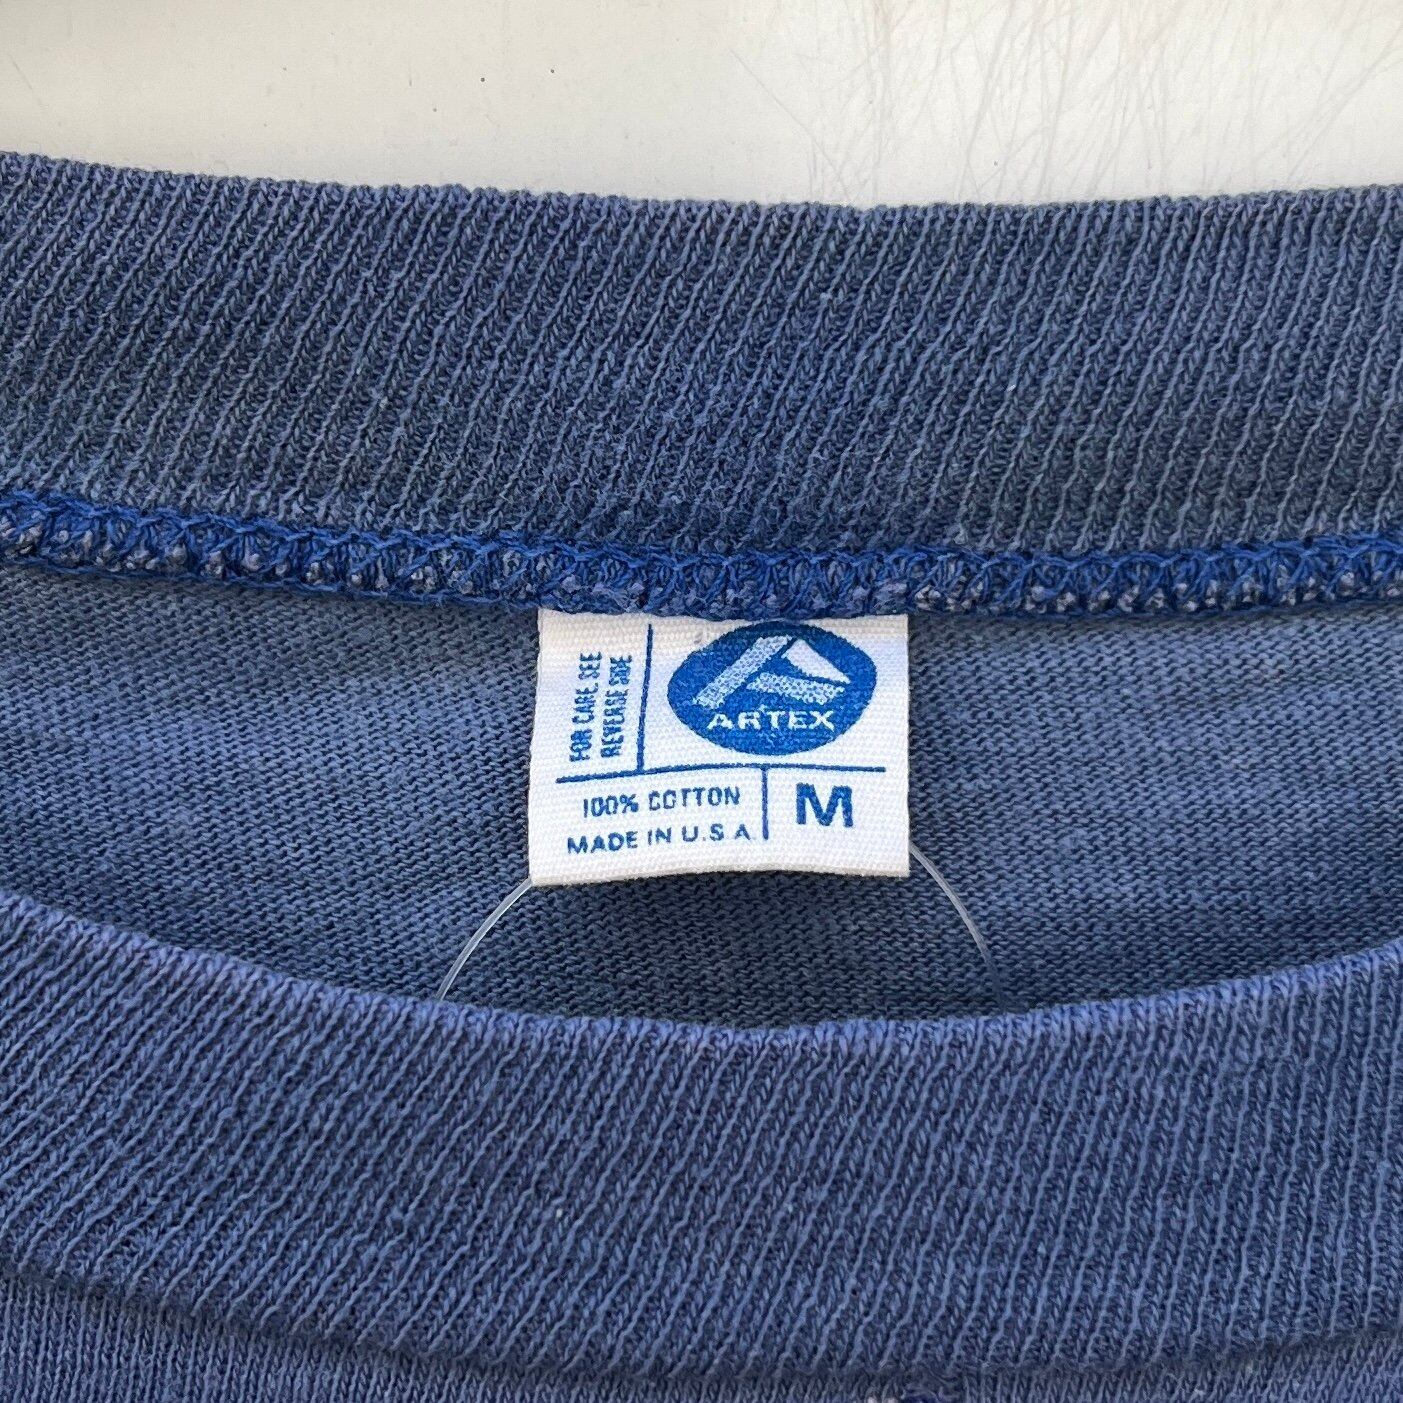 FOR CARE SEE
REVERSE SIDE
ARTEX
100% COTTON
MADE IN U.S A
M